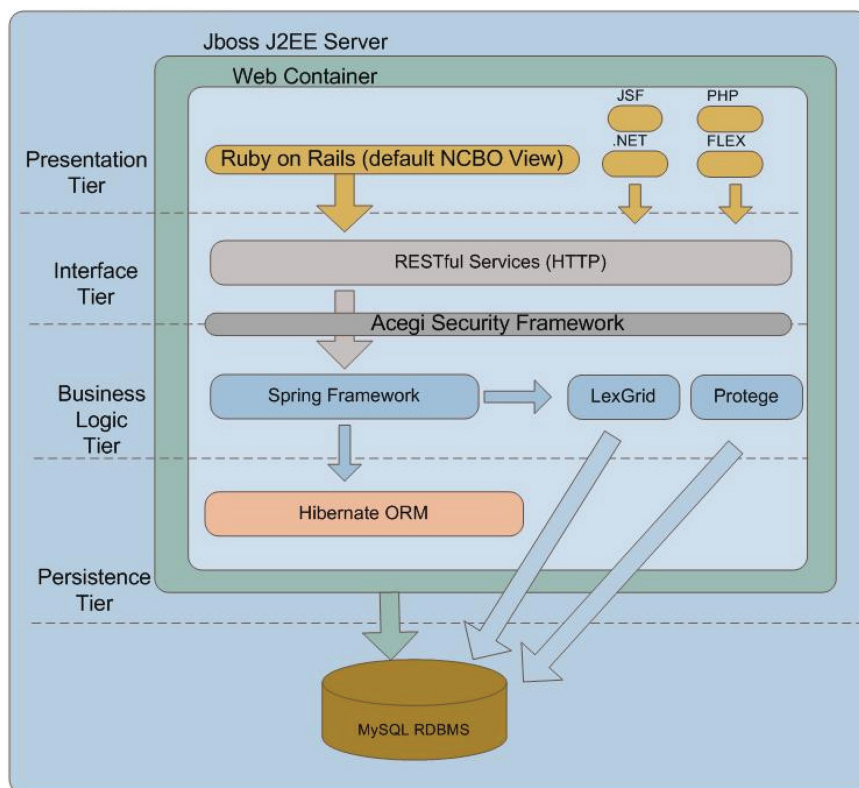 Jboss J2EE Server
Web Container
JSF
PHP
.NET
FLEX
Presentation
Tier
Ruby on Rails (default NCBO View)
Interface
Tier
RESTful Services (HTTP)
Acegi Security Framework
Business
Logic
Tier
Spring Framework
LexGrid
Protege
Hibernate ORM
Persistence
Tier
MySQL RDBMS